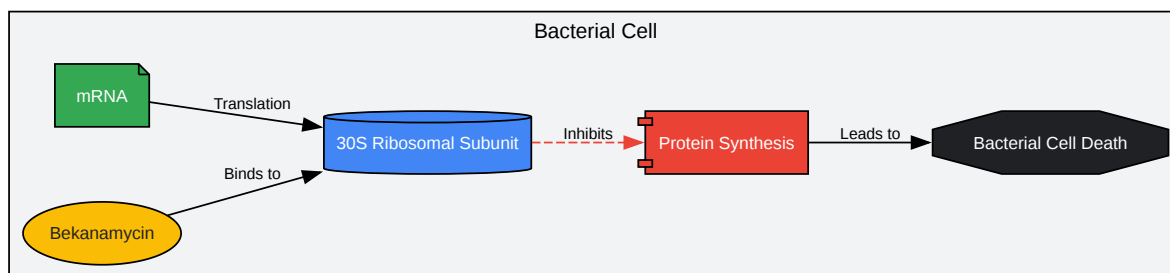 Bacterial Cell
mRNA
Translation
30S Ribosomal Subunit
Inhibits
Protein Synthesis
Leads to
Bacterial Cell Death
Binds to
Bekanamycin